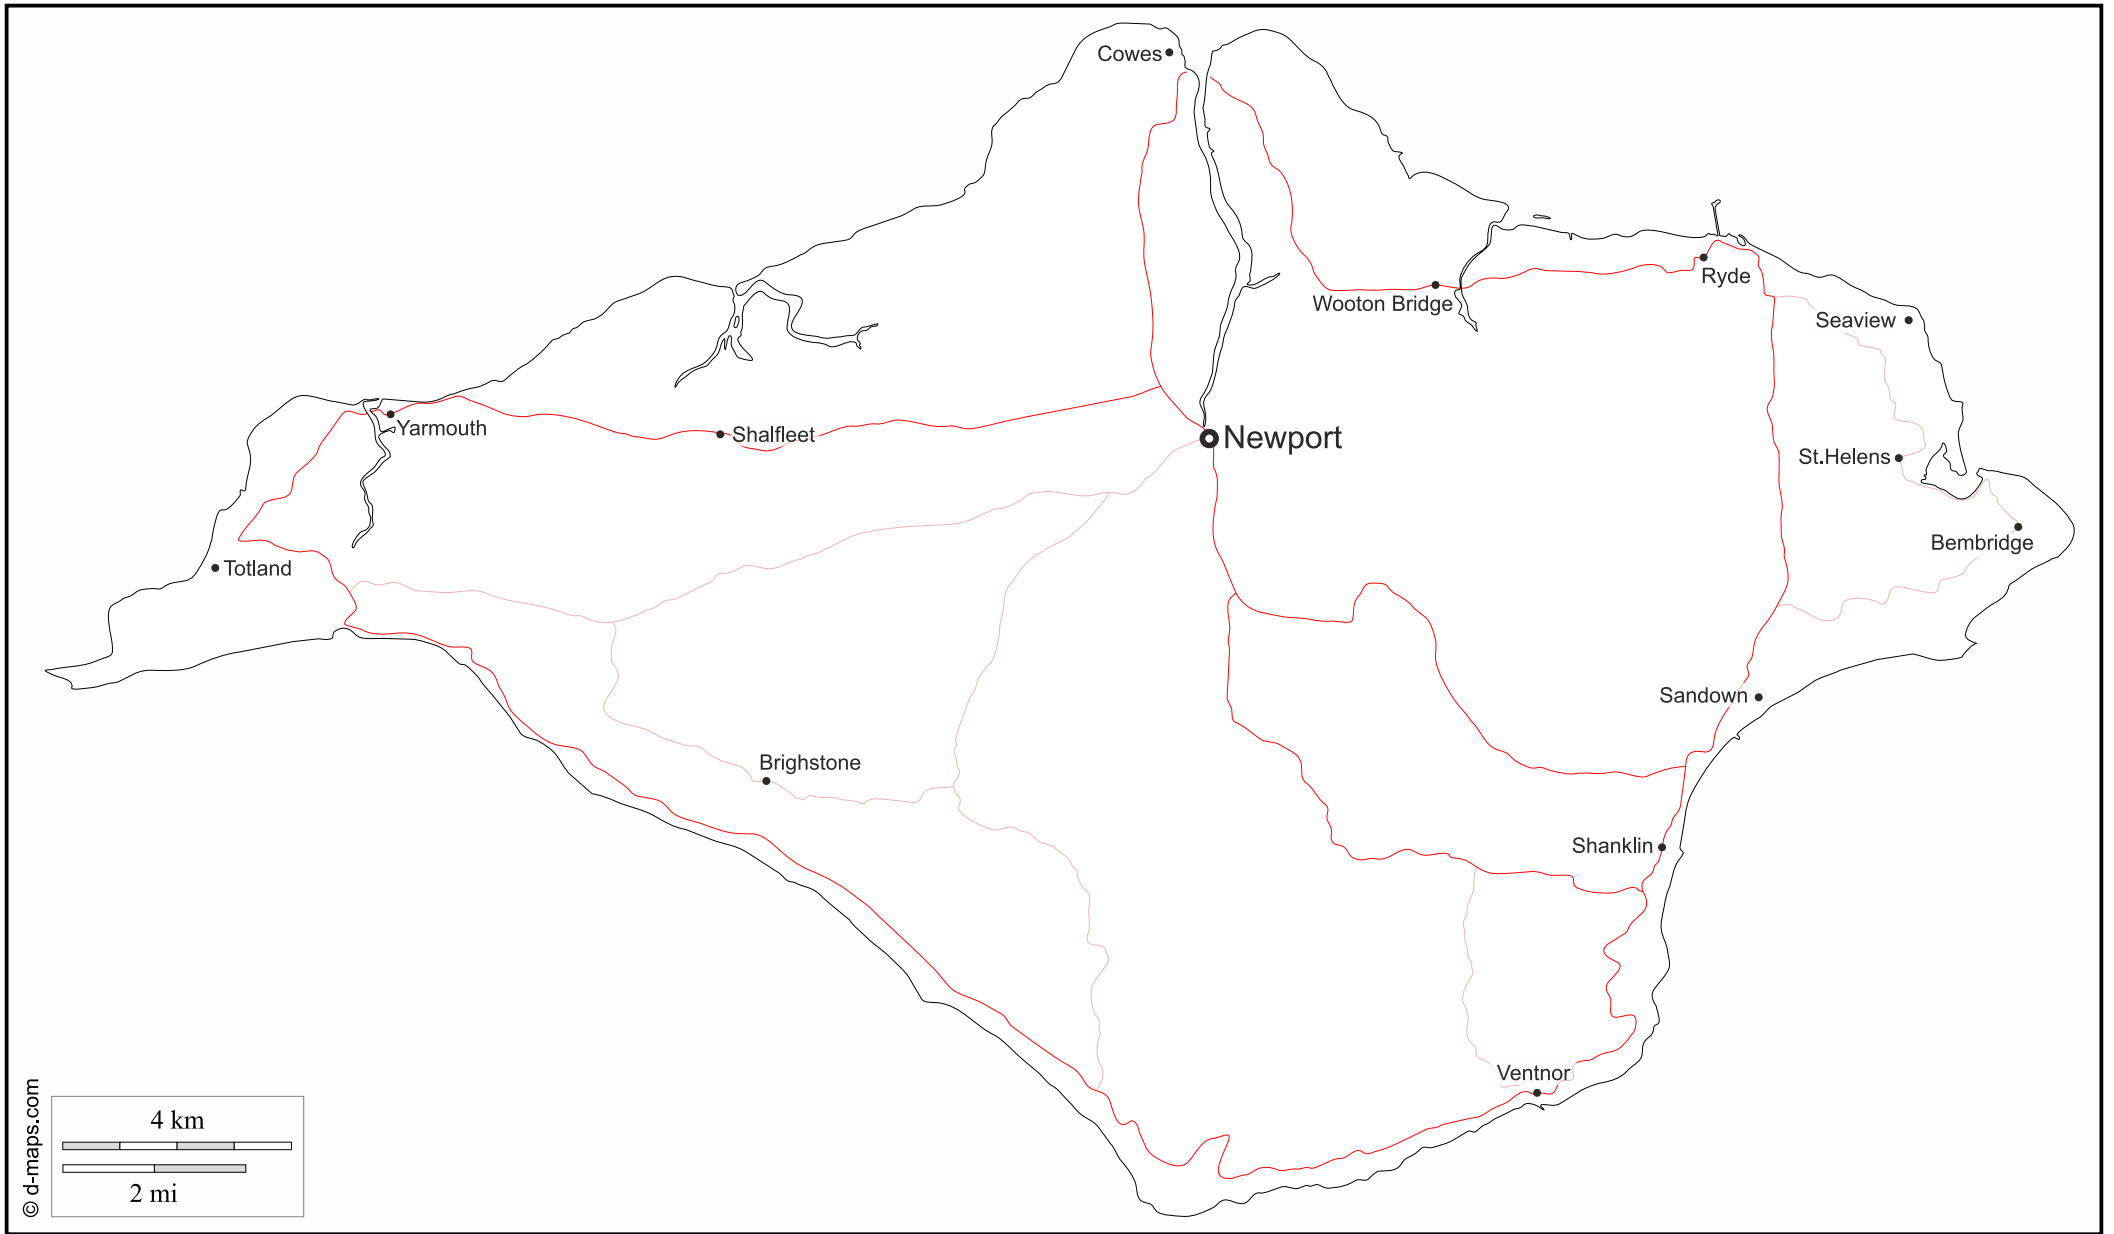 Cowes
Ryde
Wooton Bridge
Seaview
Yarmouth
Shalfleet
Newport
St.Helens
Bembridge
Totland
Sandown
Brighstone
Shanklin
Ventnor
4 km
2 mi
© d-maps.com